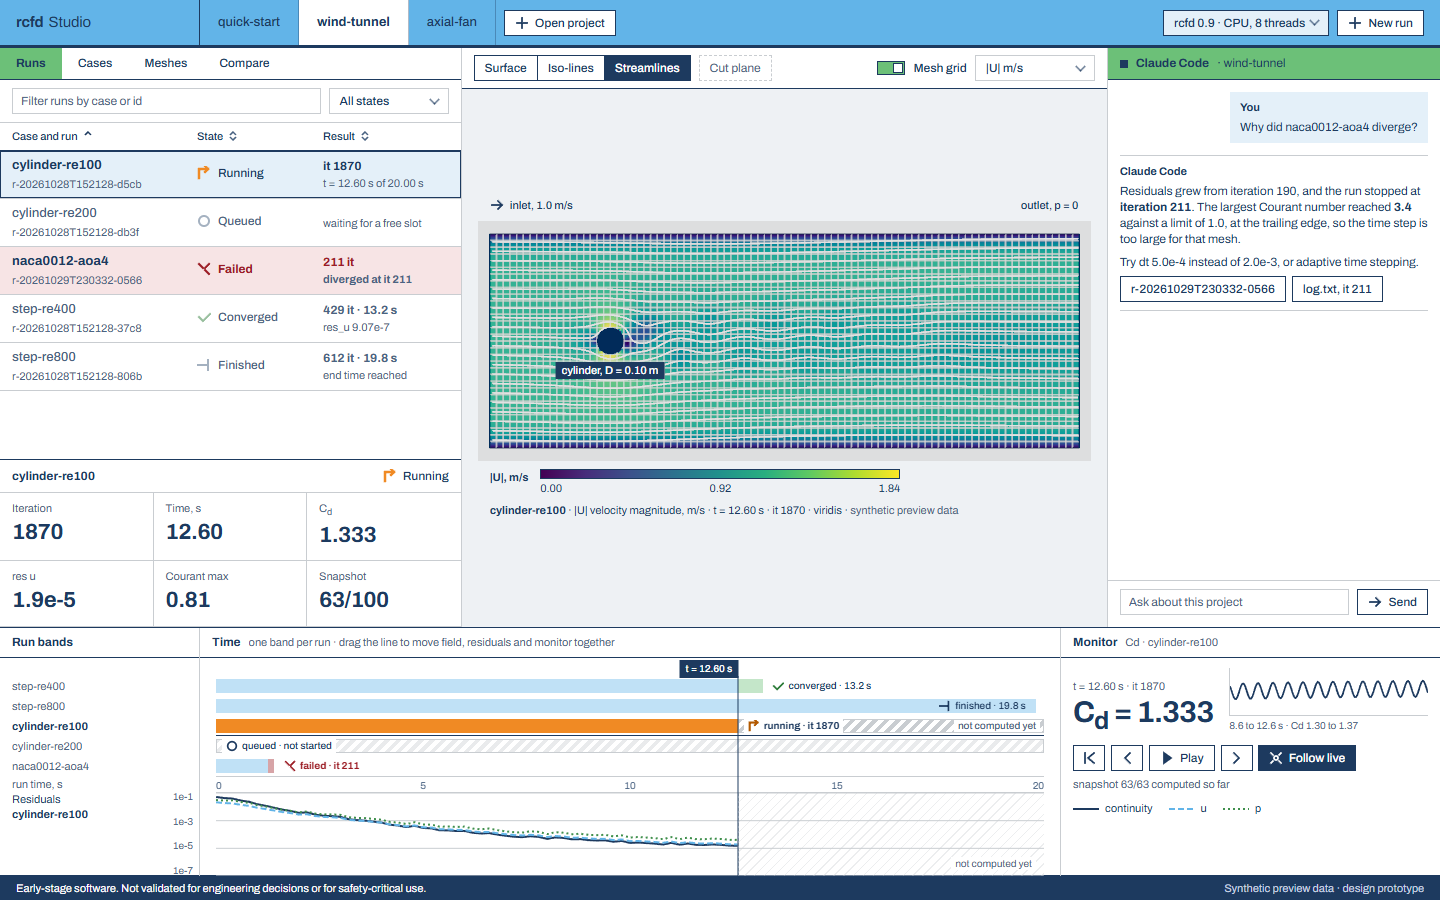 rcfd Studio
quick-start
wind-tunnel
axial-fan
Open project
rcfd 0.9 · CPU, 8 threads
New run
Runs
Cases
Meshes
Compare
Filter runs by case or id
All states
Case and run
State
Result
cylinder-re100
r-20261028T152128-d5cb
Running
it 1870
t = 12.60 s of 20.00 s
cylinder-re200
r-20261028T152128-db3f
Queued
waiting for a free slot
naca0012-aoa4
r-20261029T230332-0566
Failed
211 it
diverged at it 211
step-re400
r-20261028T152128-37c8
Converged
429 it · 13.2 s
res_u 9.07e-7
step-re800
r-20261028T152128-806b
Finished
612 it · 19.8 s
end time reached
cylinder-re100
Running
Iteration
1870
Time, s
12.60
Cd
1.333
res u
1.9e-5
Courant max
0.81
Snapshot
63/100
Surface
Iso-lines
Streamlines
Cut plane
Mesh grid
|U| m/s
inlet, 1.0 m/s
outlet, p = 0
cylinder, D = 0.10 m
|U|, m/s
0.00
0.92
1.84
cylinder-re100 · |U| velocity magnitude, m/s · t = 12.60 s · it 1870 · viridis · synthetic preview data
Claude Code · wind-tunnel
You
Why did naca0012-aoa4 diverge?
Claude Code
Residuals grew from iteration 190, and the run stopped at
iteration 211. The largest Courant number reached 3.4
against a limit of 1.0, at the trailing edge, so the time step is
too large for that mesh.
Try dt 5.0e-4 instead of 2.0e-3, or adaptive time stepping.
r-20261029T230332-0566
log.txt, it 211
Ask about this project
Send
Run bands
Time one band per run · drag the line to move field, residuals and monitor together
t = 12.60 s
step-re400
converged · 13.2 s
step-re800
finished · 19.8 s
cylinder-re100
running · it 1870
not computed yet
cylinder-re200
queued · not started
naca0012-aoa4
failed · it 211
run time, s
0
5
10
15
20
Residuals
cylinder-re100
1e-1
1e-3
1e-5
1e-7
not computed yet
Monitor Cd · cylinder-re100
t = 12.60 s · it 1870
Cd = 1.333
8.6 to 12.6 s · Cd 1.30 to 1.37
Play
Follow live
snapshot 63/63 computed so far
continuity
u
p
Early-stage software. Not validated for engineering decisions or for safety-critical use.
Synthetic preview data · design prototype